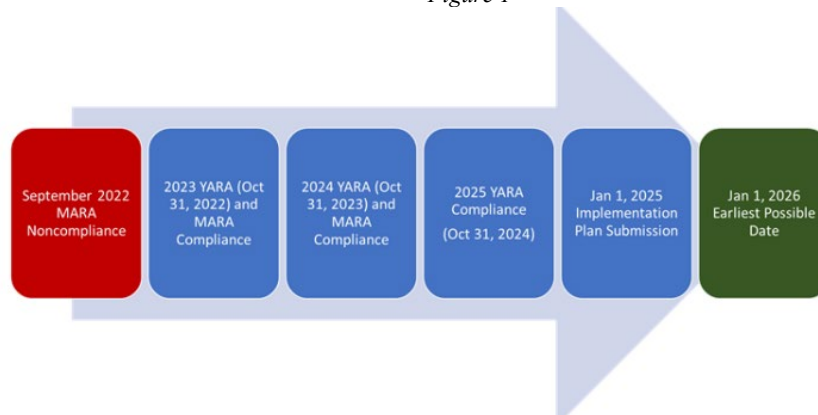 September 2022
MARA
Noncompliance
2023 YARA (Oct
31, 2022) and
MARA
Compliance
2024 YARA (Oct
31, 2023) and
MARA
Compliance
2025 YARA
Compliance
(Oct 31, 2024)
Jan 1, 2025
Implementation
Plan Submission
Jan 1, 2026
Earliest Possible
Date